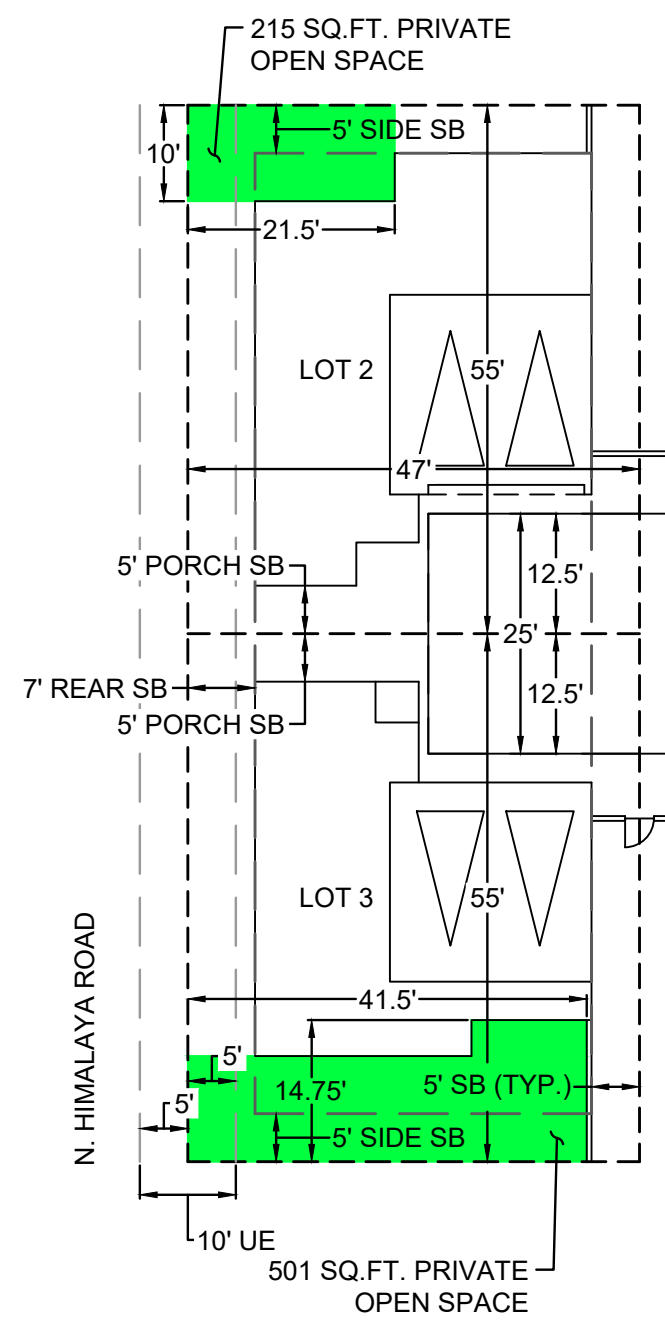 215 SQ.FT. PRIVATE
OPEN SPACE
5' SIDE SB
10'
21.5'
LOT 2
55'
47'
5' PORCH SB
12.5'
25'
12.5'
7' REAR SB
5' PORCH SB
LOT 3
55'
N. HIMALAYA ROAD
41.5'
5'
14.75'
5' SB (TYP.)
5'
5' SIDE SB
10' UE
501 SQ.FT. PRIVATE
OPEN SPACE